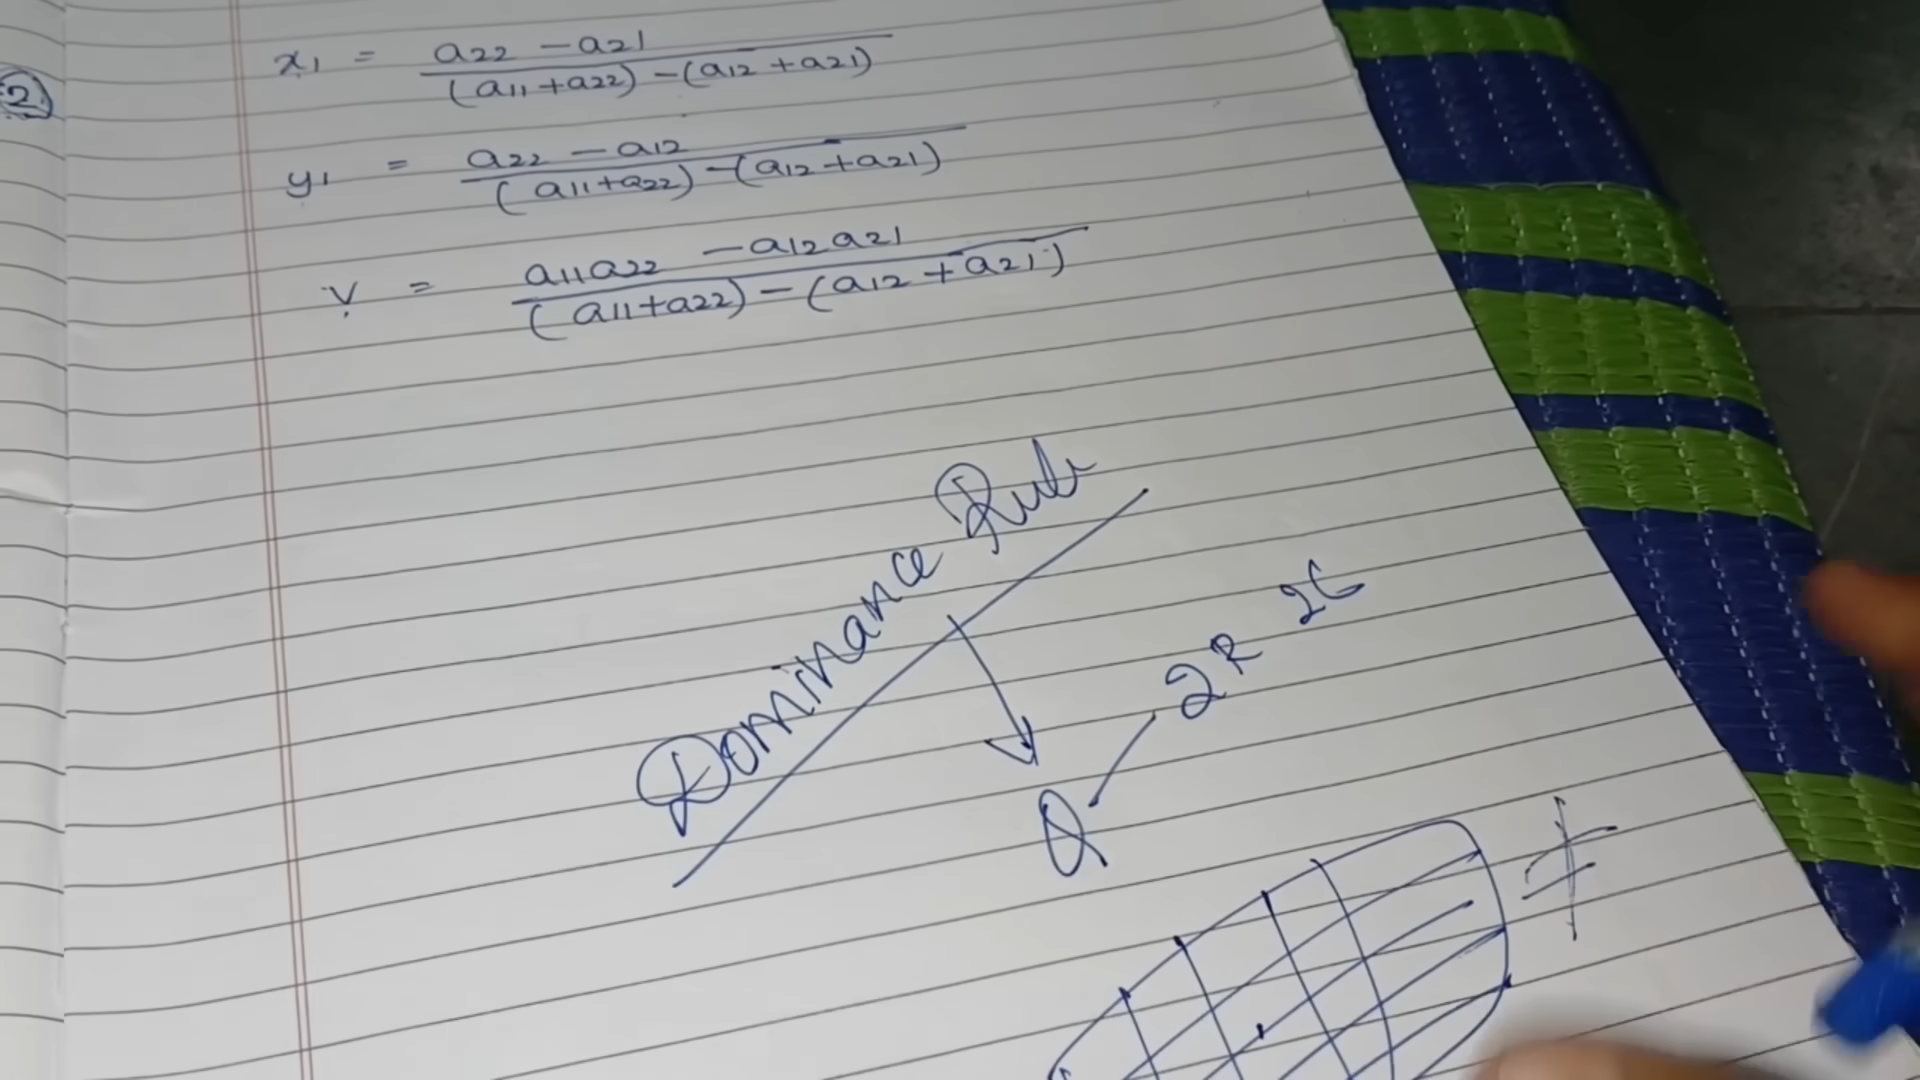 2
x1 = a22 - a21 / (a11 + a22) - (a12 + a21)
y1 = a22 - a12 / (a11 + a22) - (a12 + a21)
V = a11a22 - a12a21 / (a11 + a22) - (a12 + a21)
Dominance Rule
2R 2C
Q